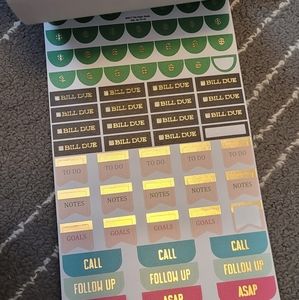 $ $ $ $ $ $
$ $ $ $ $ $
BILL DUE BILL DUE BILL DUE BILL DUE
BILL DUE BILL DUE BILL DUE BILL DUE
BILL DUE BILL DUE BILL DUE BILL DUE
BILL DUE BILL DUE BILL DUE
TO DO TO DO TO DO TO DO TO DO
NOTES NOTES NOTES NOTES
GOALS GOALS GOALS GOALS
CALL CALL CALL
FOLLOW UP FOLLOW UP FOLLOW UP
ASAP ASAP ASAP